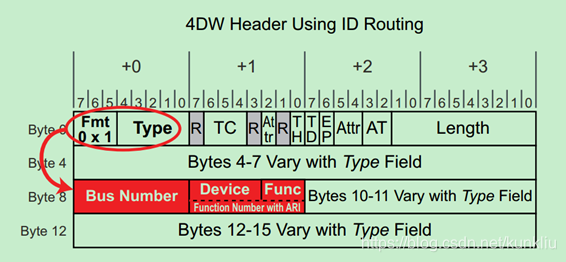 4DW Header Using ID Routing
+0 +1 +2 +3
7 6 5 4 3 2 1 0 7 6 5 4 3 2 1 0 7 6 5 4 3 2 1 0 7 6 5 4 3 2 1 0
Byte 0 Fmt 0 x 1 Type R TC R At tr R T H T D E P Attr AT Length
Byte 4 Bytes 4-7 Vary with Type Field
Byte 8 Bus Number Device Func Bytes 10-11 Vary with Type Field
Function Number with ARI
Byte 12 Bytes 12-15 Vary with Type Field
https://blog.csdn.net/kunkliu